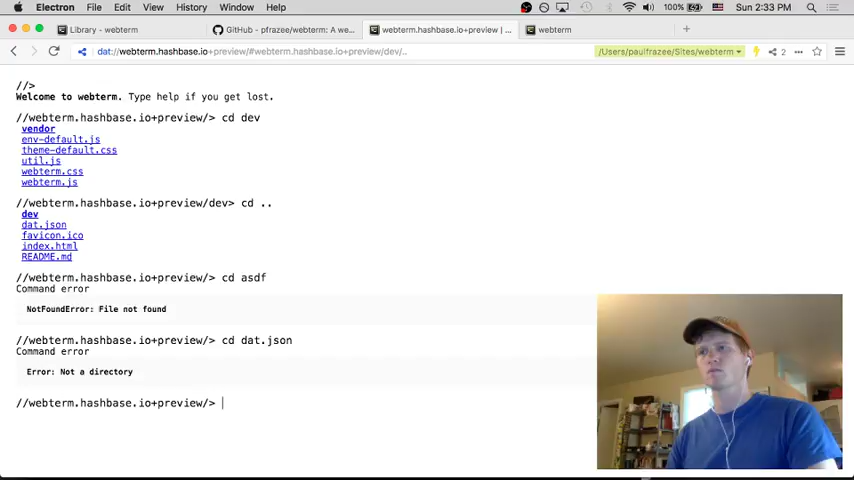 Electron File Edit View History Window Help 100% Sun 2:33 PM
Library - webterm
GitHub - pfrazee/webterm: A we...
webterm.hashbase.io+preview | ...
webterm
dat://webterm.hashbase.io+preview/#webterm.hashbase.io+preview/dev/.. /Users/paulfrazee/Sites/webterm 2
//>
Welcome to webterm. Type help if you get lost.
//webterm.hashbase.io+preview/> cd dev
vendor
env-default.js
theme-default.css
util.js
webterm.css
webterm.js
//webterm.hashbase.io+preview/dev> cd ..
dev
dat.json
favicon.ico
index.html
README.md
//webterm.hashbase.io+preview/> cd asdf
Command error
NotFoundError: File not found
//webterm.hashbase.io+preview/> cd dat.json
Command error
Error: Not a directory
//webterm.hashbase.io+preview/>